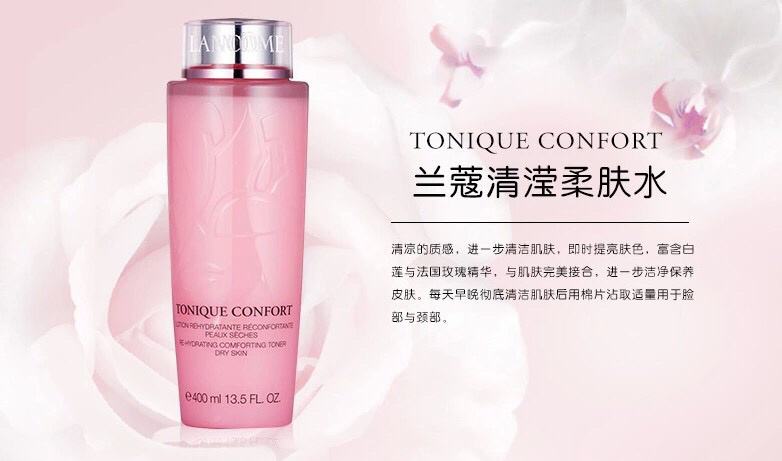 LANCOME
TONIQUE CONFORT
LOTION REHYDRATANTE RÉCONFORTANTE
PEAUX SÈCHES
RE-HYDRATING COMFORTING TONER
DRY SKIN
e 400 ml 13.5 FL. OZ.
TONIQUE CONFORT
兰蔻清滢柔肤水
清凉的质感，进一步清洁肌肤，即时提亮肤色，富含白
莲与法国玫瑰精华，与肌肤完美接合，进一步洁净保养
皮肤。每天早晚彻底清洁肌肤后用棉片沾取适量用于脸
部与颈部。